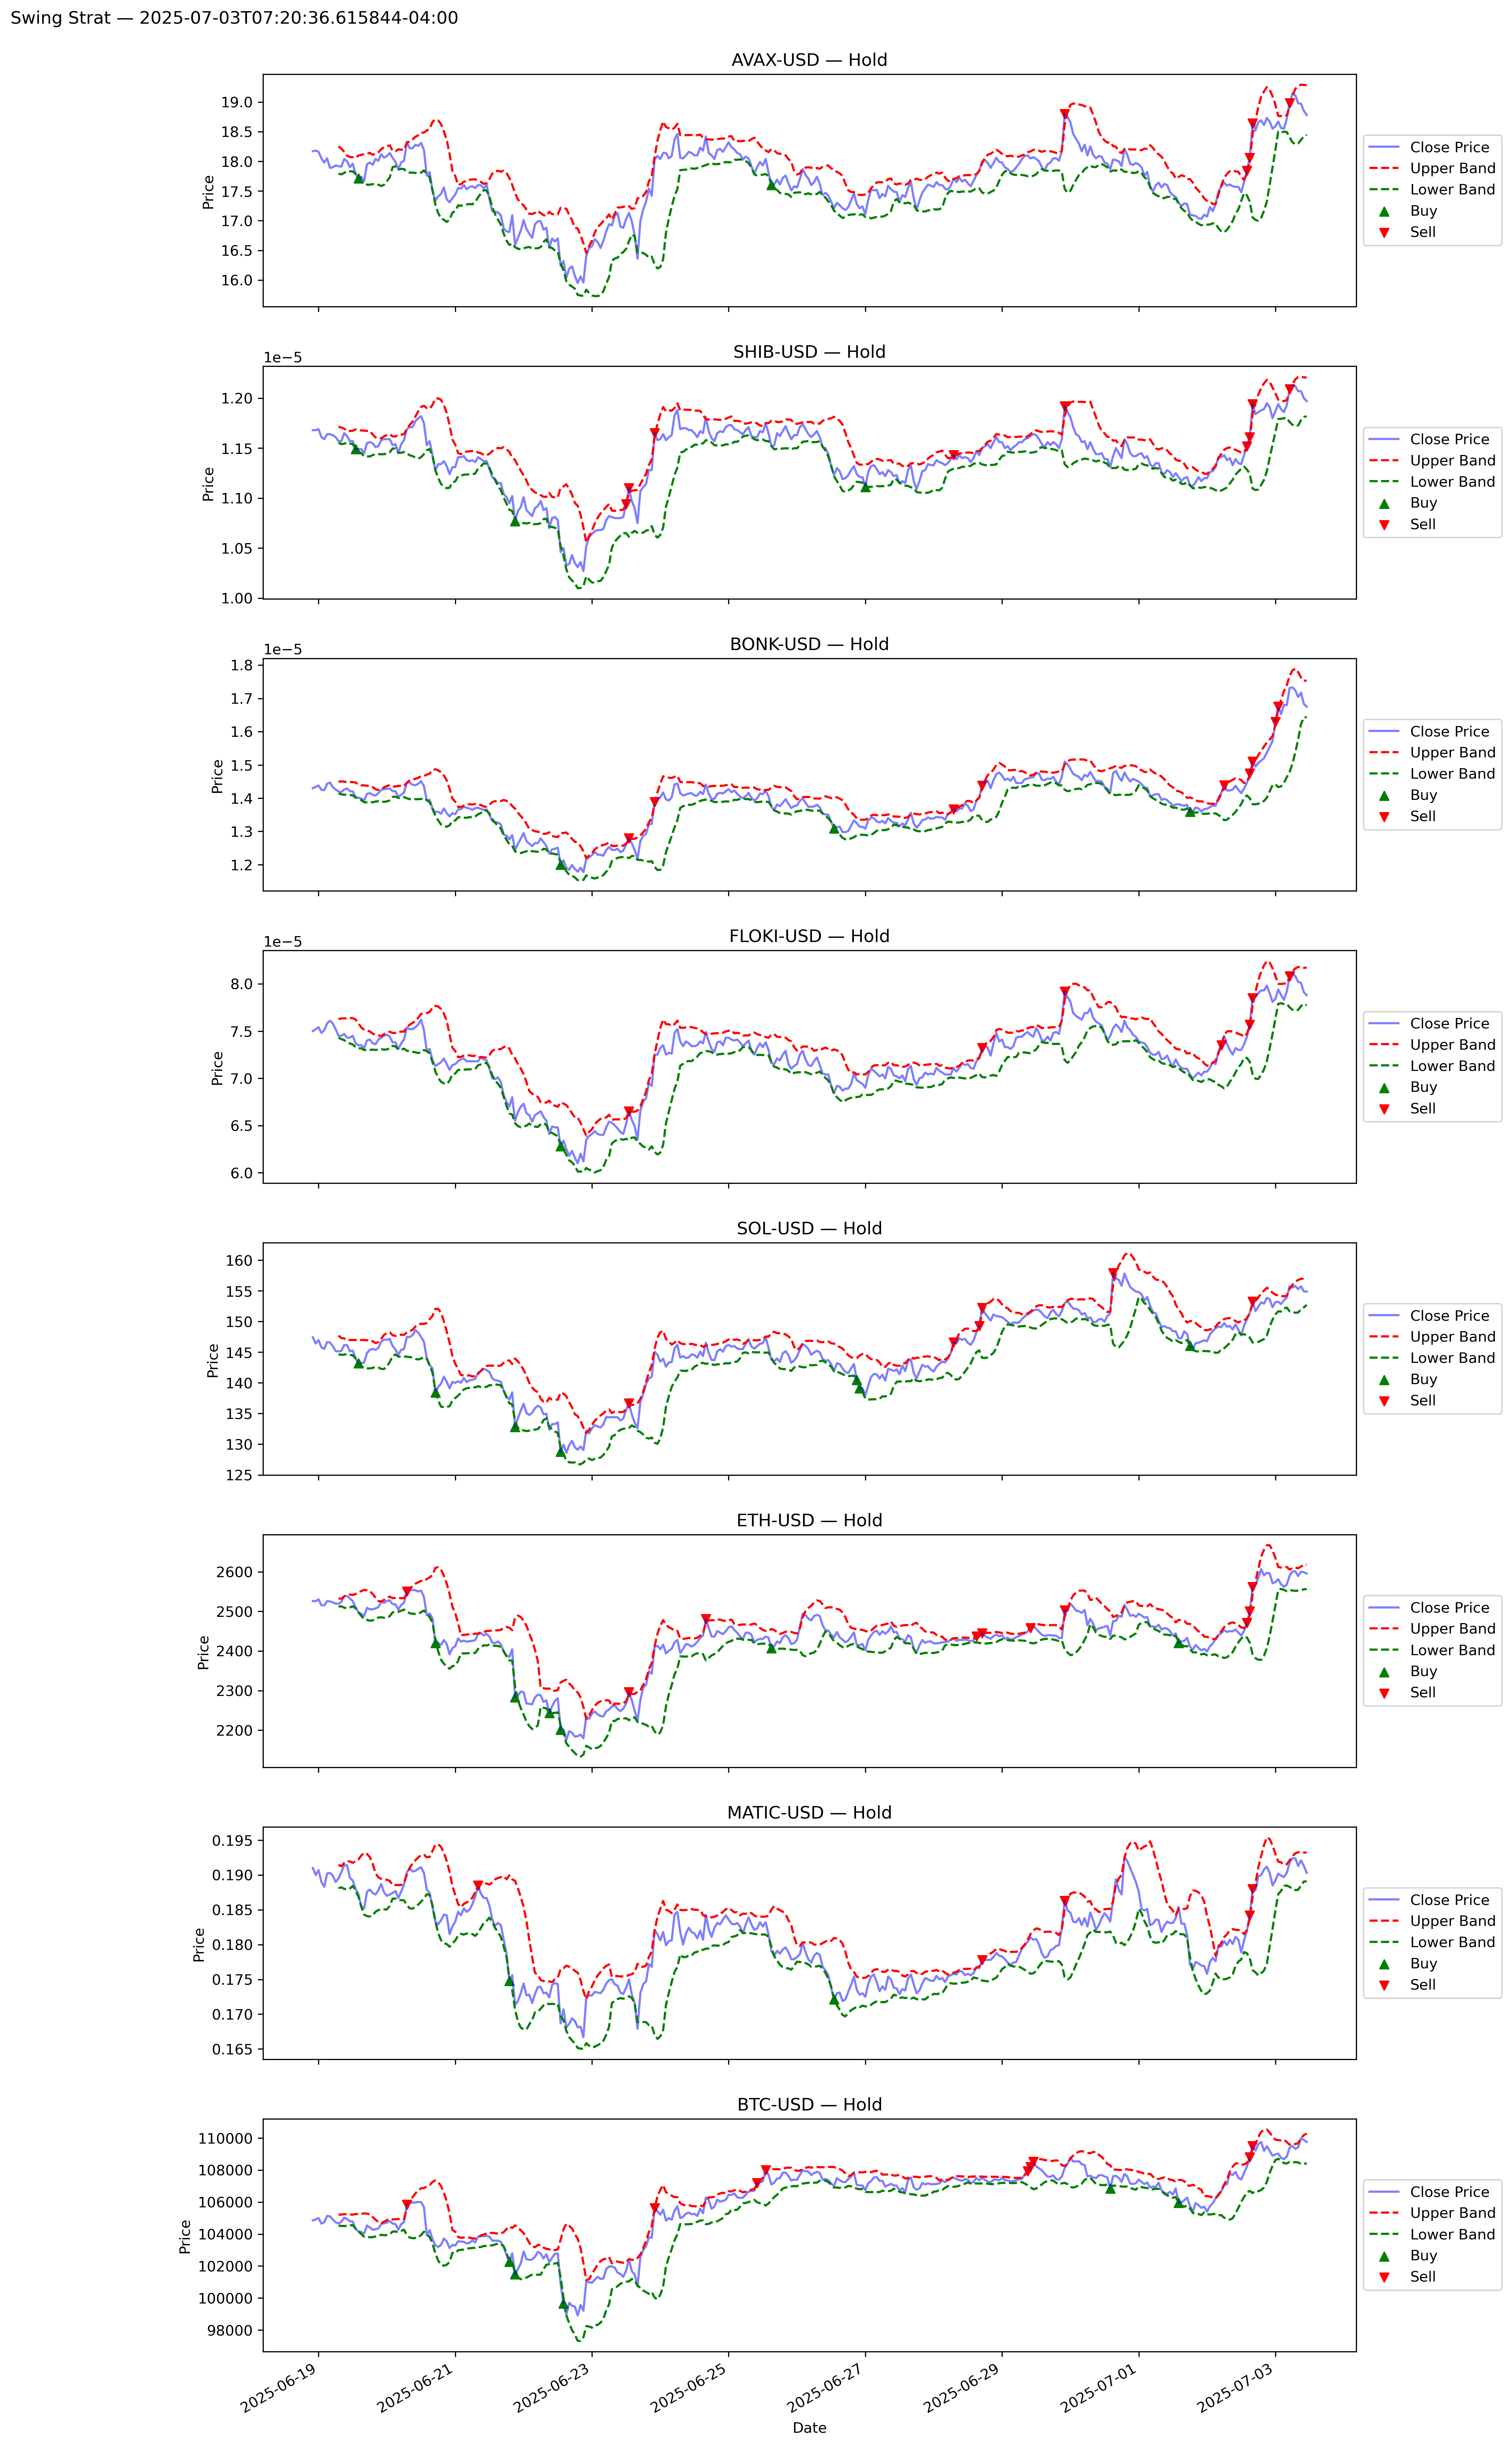 Swing Strat — 2025-07-03T07:20:36.615844-04:00
AVAX-USD — Hold
Price
19.0
18.5
18.0
17.5
17.0
16.5
16.0
Close Price
Upper Band
Lower Band
Buy
Sell
SHIB-USD — Hold
1e−5
Price
1.20
1.15
1.10
1.05
1.00
Close Price
Upper Band
Lower Band
Buy
Sell
BONK-USD — Hold
1e−5
Price
1.8
1.7
1.6
1.5
1.4
1.3
1.2
Close Price
Upper Band
Lower Band
Buy
Sell
FLOKI-USD — Hold
1e−5
Price
8.0
7.5
7.0
6.5
6.0
Close Price
Upper Band
Lower Band
Buy
Sell
SOL-USD — Hold
Price
160
155
150
145
140
135
130
125
Close Price
Upper Band
Lower Band
Buy
Sell
ETH-USD — Hold
Price
2600
2500
2400
2300
2200
Close Price
Upper Band
Lower Band
Buy
Sell
MATIC-USD — Hold
Price
0.195
0.190
0.185
0.180
0.175
0.170
0.165
Close Price
Upper Band
Lower Band
Buy
Sell
BTC-USD — Hold
Price
110000
108000
106000
104000
102000
100000
98000
Close Price
Upper Band
Lower Band
Buy
Sell
2025-06-19
2025-06-21
2025-06-23
2025-06-25
2025-06-27
2025-06-29
2025-07-01
2025-07-03
Date